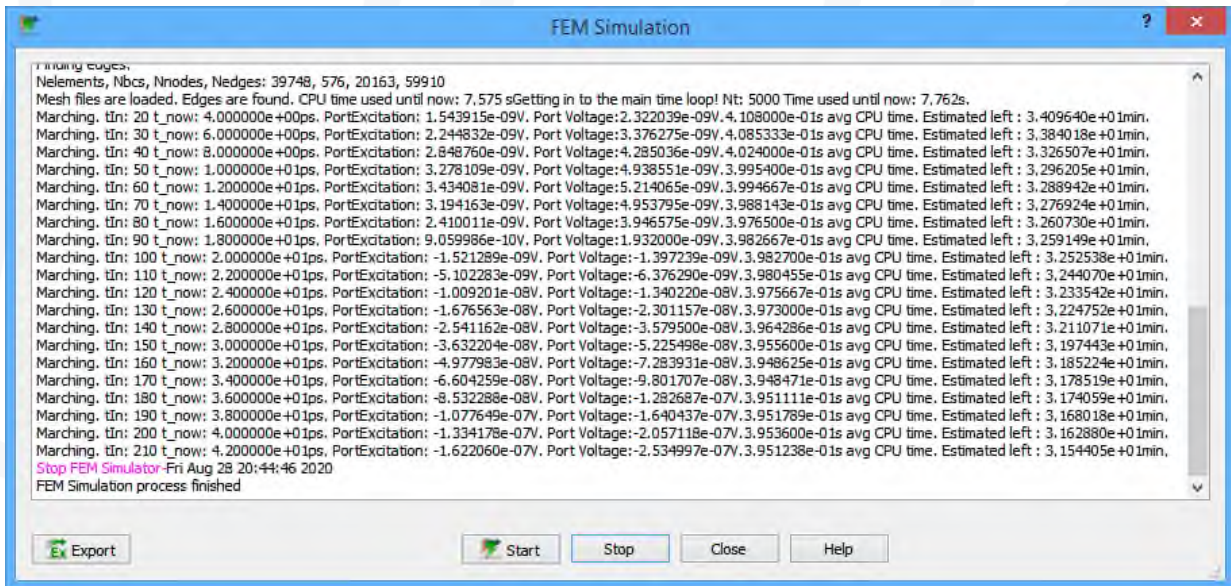 FEM Simulation
?
Finding edges.
Nelements, Nbcs, Nnodes, Nedges: 39748, 576, 20163, 59910
Mesh files are loaded. Edges are found. CPU time used until now: 7.575 sGetting in to the main time loop! Nt: 5000 Time used until now: 7.762s.
Marching. tIn: 20 t_now: 4.000000e+00ps. PortExcitation: 1.543915e-09V. Port Voltage:2.322039e-09V.4.108000e-01s avg CPU time. Estimated left : 3.409640e+01min.
Marching. tIn: 30 t_now: 6.000000e+00ps. PortExcitation: 2.244832e-09V. Port Voltage:3.376275e-09V.4.085333e-01s avg CPU time. Estimated left : 3.384018e+01min.
Marching. tIn: 40 t_now: 8.000000e+00ps. PortExcitation: 2.848760e-09V. Port Voltage:4.285036e-09V.4.024000e-01s avg CPU time. Estimated left : 3.326507e+01min.
Marching. tIn: 50 t_now: 1.000000e+01ps. PortExcitation: 3.278109e-09V. Port Voltage:4.938551e-09V.3.995400e-01s avg CPU time. Estimated left : 3.296205e+01min.
Marching. tIn: 60 t_now: 1.200000e+01ps. PortExcitation: 3.434081e-09V. Port Voltage:5.214065e-09V.3.994667e-01s avg CPU time. Estimated left : 3.288942e+01min.
Marching. tIn: 70 t_now: 1.400000e+01ps. PortExcitation: 3.194163e-09V. Port Voltage:4.953795e-09V.3.988143e-01s avg CPU time. Estimated left : 3.276924e+01min.
Marching. tIn: 80 t_now: 1.600000e+01ps. PortExcitation: 2.410011e-09V. Port Voltage:3.946575e-09V.3.976500e-01s avg CPU time. Estimated left : 3.260730e+01min.
Marching. tIn: 90 t_now: 1.800000e+01ps. PortExcitation: 9.059986e-10V. Port Voltage:1.932000e-09V.3.982667e-01s avg CPU time. Estimated left : 3.259149e+01min.
Marching. tIn: 100 t_now: 2.000000e+01ps. PortExcitation: -1.521289e-09V. Port Voltage:-1.397239e-09V.3.982700e-01s avg CPU time. Estimated left : 3.252538e+01min.
Marching. tIn: 110 t_now: 2.200000e+01ps. PortExcitation: -5.102283e-09V. Port Voltage:-6.376290e-09V.3.980455e-01s avg CPU time. Estimated left : 3.244070e+01min.
Marching. tIn: 120 t_now: 2.400000e+01ps. PortExcitation: -1.009201e-08V. Port Voltage:-1.340220e-08V.3.975667e-01s avg CPU time. Estimated left : 3.233542e+01min.
Marching. tIn: 130 t_now: 2.600000e+01ps. PortExcitation: -1.676563e-08V. Port Voltage:-2.301157e-08V.3.973000e-01s avg CPU time. Estimated left : 3.224752e+01min.
Marching. tIn: 140 t_now: 2.800000e+01ps. PortExcitation: -2.541162e-08V. Port Voltage:-3.579500e-08V.3.964286e-01s avg CPU time. Estimated left : 3.211071e+01min.
Marching. tIn: 150 t_now: 3.000000e+01ps. PortExcitation: -3.632204e-08V. Port Voltage:-5.225498e-08V.3.955600e-01s avg CPU time. Estimated left : 3.197443e+01min.
Marching. tIn: 160 t_now: 3.200000e+01ps. PortExcitation: -4.977983e-08V. Port Voltage:-7.283931e-08V.3.948625e-01s avg CPU time. Estimated left : 3.185224e+01min.
Marching. tIn: 170 t_now: 3.400000e+01ps. PortExcitation: -6.604259e-08V. Port Voltage:-9.801707e-08V.3.948471e-01s avg CPU time. Estimated left : 3.178519e+01min.
Marching. tIn: 180 t_now: 3.600000e+01ps. PortExcitation: -8.532288e-08V. Port Voltage:-1.282687e-07V.3.951111e-01s avg CPU time. Estimated left : 3.174059e+01min.
Marching. tIn: 190 t_now: 3.800000e+01ps. PortExcitation: -1.077649e-07V. Port Voltage:-1.640437e-07V.3.951789e-01s avg CPU time. Estimated left : 3.168018e+01min.
Marching. tIn: 200 t_now: 4.000000e+01ps. PortExcitation: -1.334178e-07V. Port Voltage:-2.057118e-07V.3.953600e-01s avg CPU time. Estimated left : 3.162880e+01min.
Marching. tIn: 210 t_now: 4.200000e+01ps. PortExcitation: -1.622060e-07V. Port Voltage:-2.534997e-07V.3.951238e-01s avg CPU time. Estimated left : 3.154405e+01min.
Stop FEM Simulator-Fri Aug 28 20:44:46 2020
FEM Simulation process finished
Ex Export
Start
Stop
Close
Help